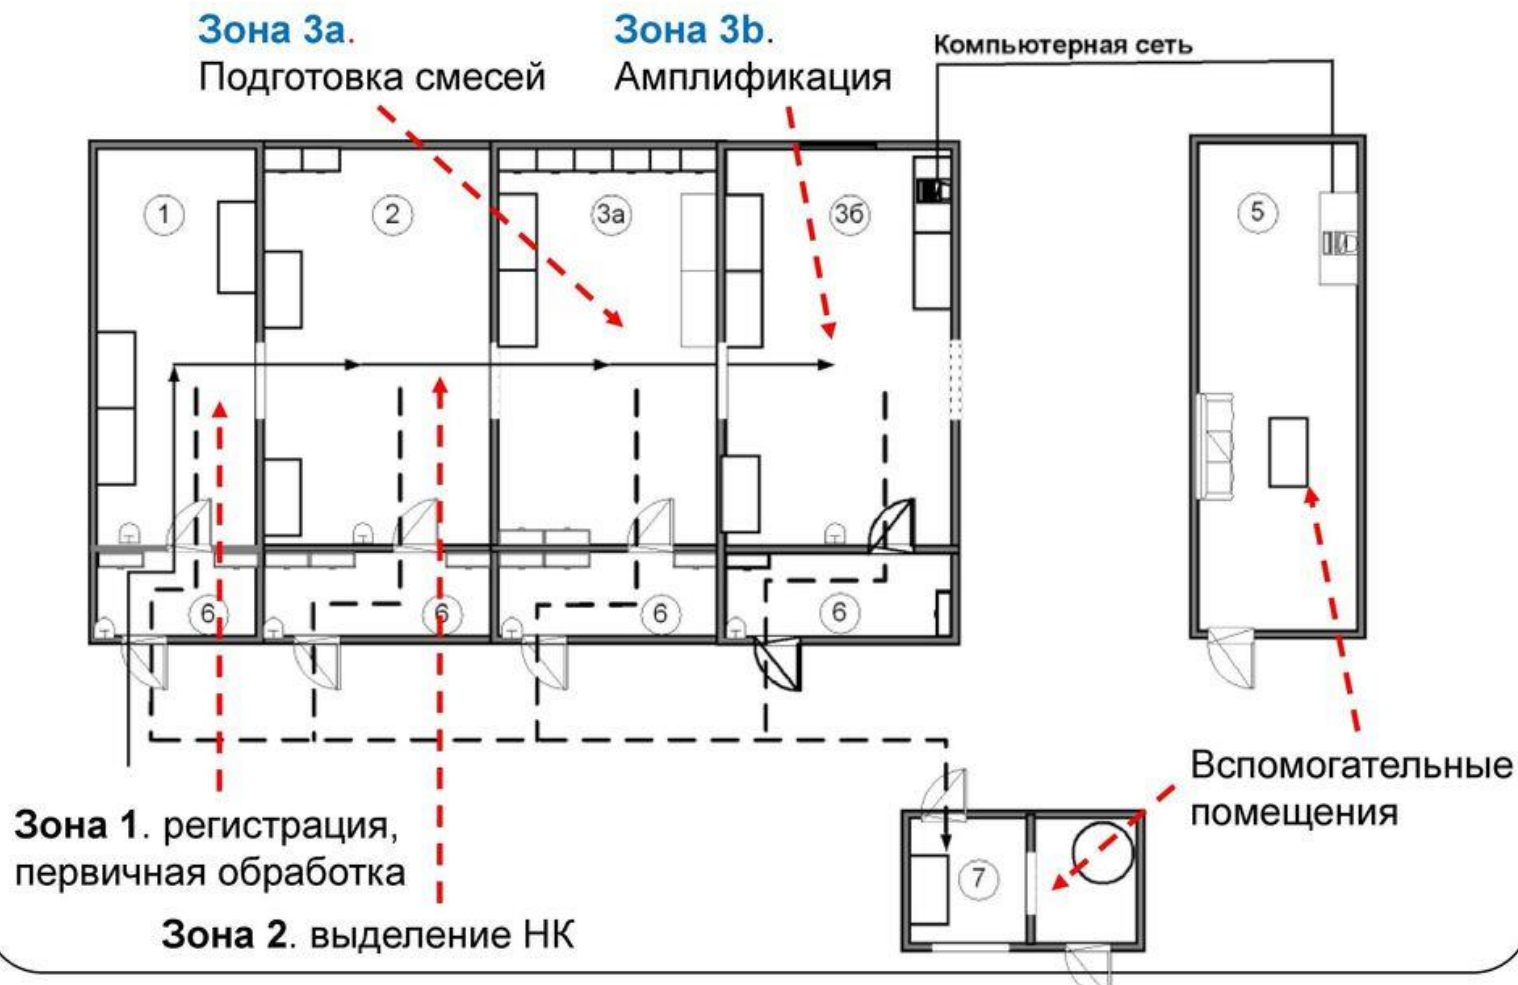 Зона 3а.
Подготовка смесей
Зона 3b.
Амплификация
Компьютерная сеть
1
2
3а
3б
5
6
6
6
6
7
Вспомогательные
помещения
Зона 1. регистрация,
первичная обработка
Зона 2. выделение НК